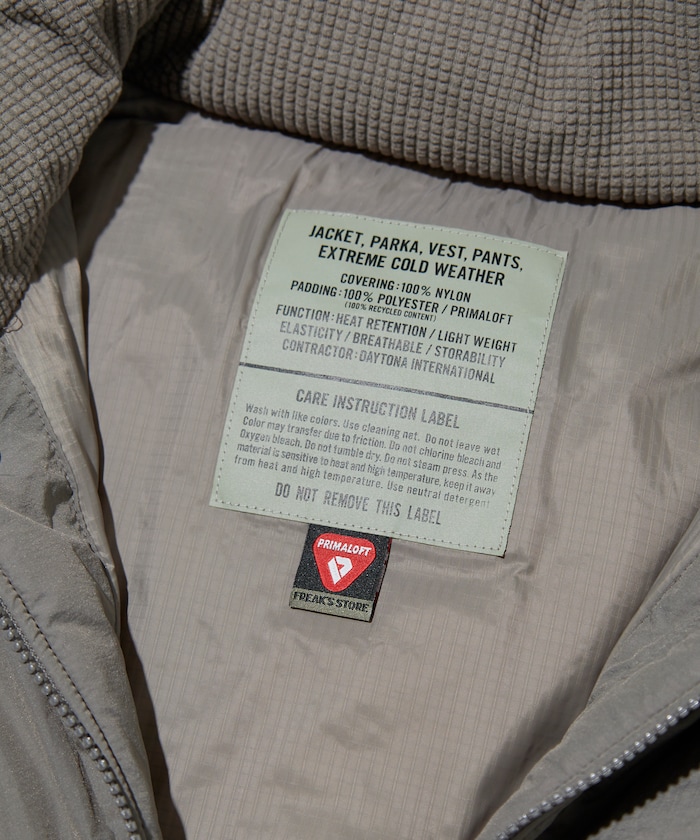 JACKET, PARKA, VEST, PANTS,
EXTREME COLD WEATHER
COVERING:100% NYLON
PADDING:100% POLYESTER / PRIMALOFT
(100% RECYCLED CONTENT)
FUNCTION:HEAT RETENTION / LIGHT WEIGHT
ELASTICITY / BREATHABLE / STORABILITY
CONTRACTOR:DAYTONA INTERNATIONAL
CARE INSTRUCTION LABEL
Wash with like colors. Use cleaning net. Do not leave wet
Color may transfer due to friction. Do not chlorine bleach and
Oxygen bleach. Do not tumble dry. Do not steam press. As the
material is sensitive to heat and high temperature, keep it away
from heat and high temperature. Use neutral detergent
DO NOT REMOVE THIS LABEL
PRIMALOFT
FREAK'S STORE